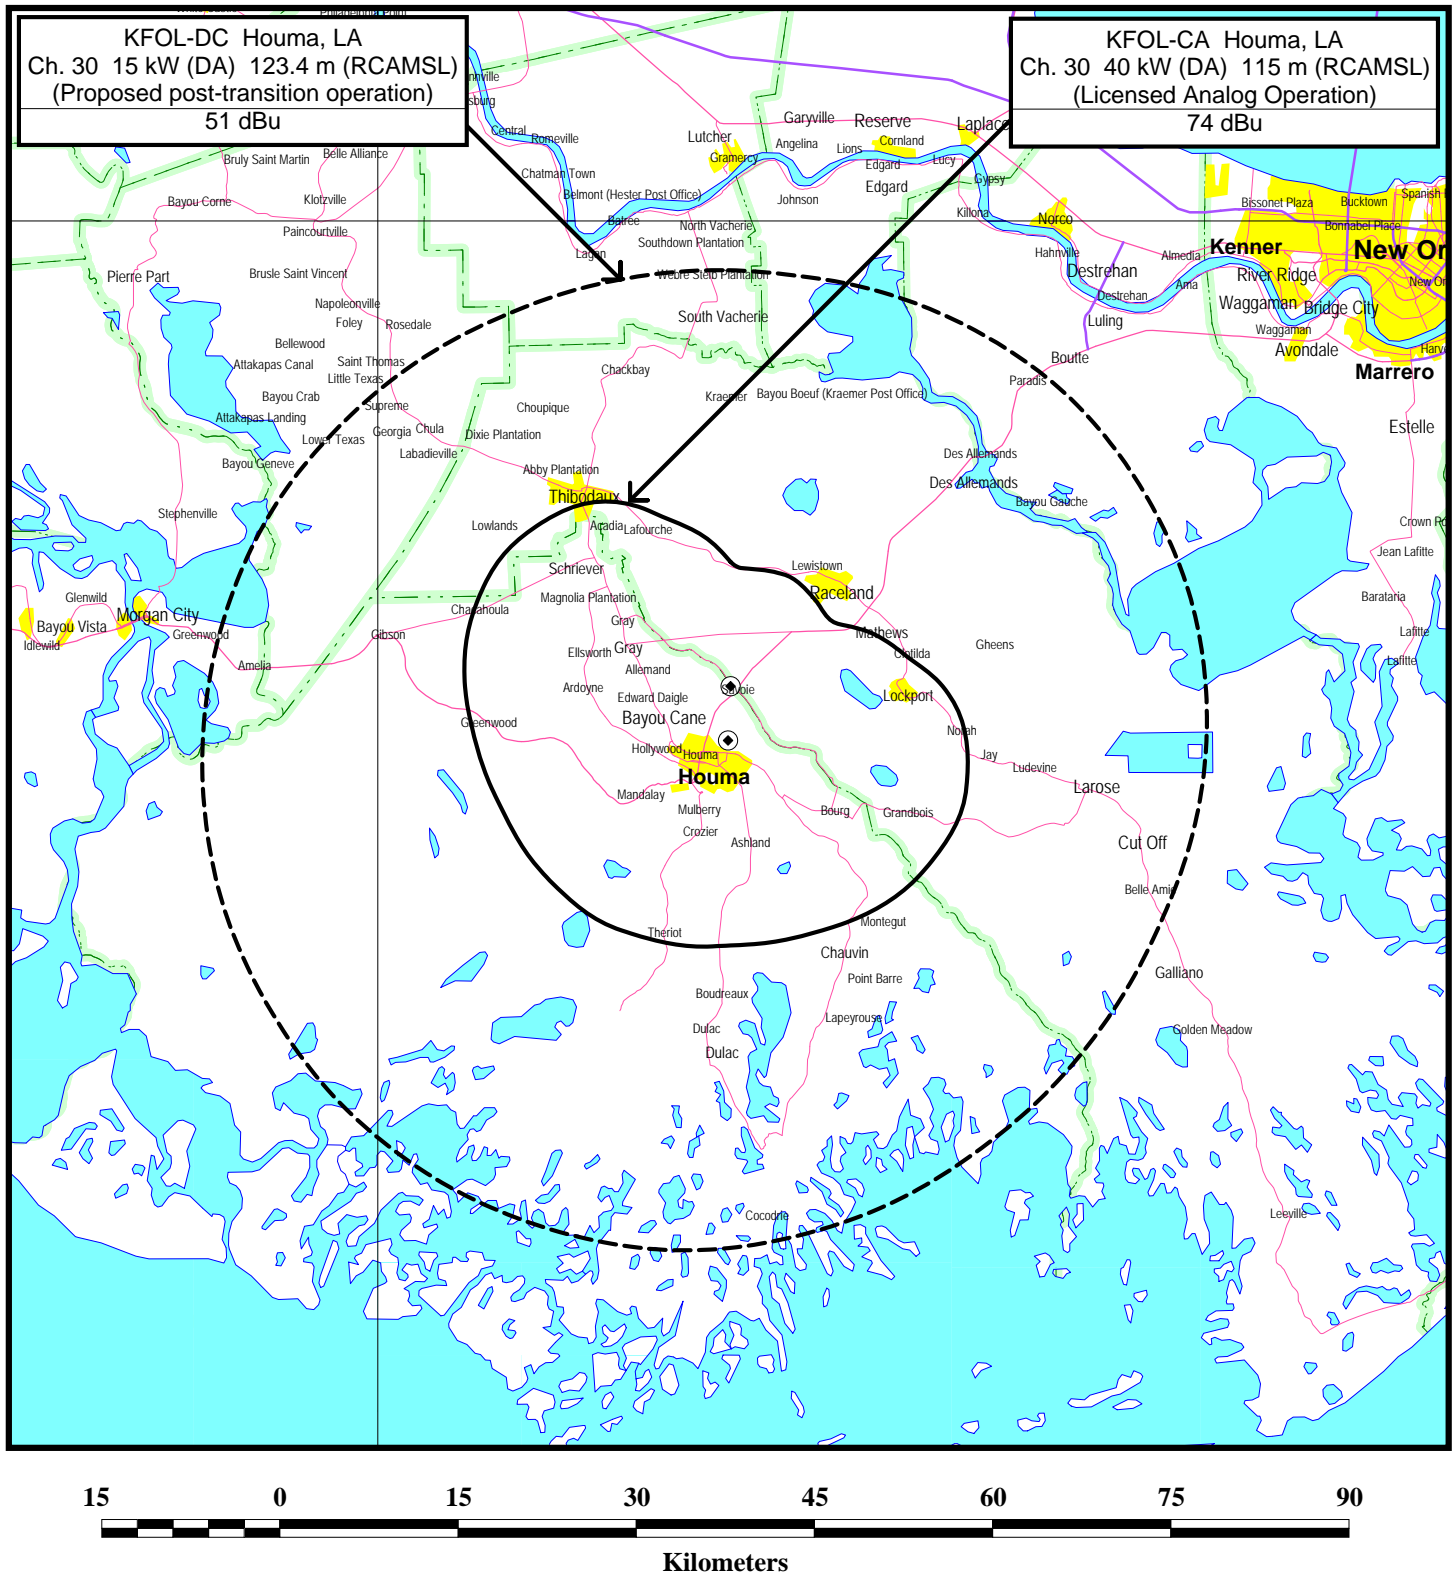 KFOL-DC Houma, LA
Ch. 30 15 kW (DA) 123.4 m (RCAMSL)
(Proposed post-transition operation)
51 dBu
KFOL-CA Houma, LA
Ch. 30 40 kW (DA) 115 m (RCAMSL)
(Licensed Analog Operation)
74 dBu
Central
Romeville
Lutcher
Gramercy
Garyville
Reserve
Laplace
Angelina
Lions
Cornland
Edgard
Lucy
Edgard
Gypsy
Bruly Saint Martin
Belle Alliance
Chatman Town
Belmont (Hester Post Office)
Johnson
Killona
Norco
Bissonet Plaza
Bucktown
Spanish
Bayou Corne
Klotzville
Batree
North Vacherie
Bonnabel Place
Paincourtville
Southdown Plantation
Hahnville
Almedia
Kenner
New Or
Lagan
Pierre Part
Brusle Saint Vincent
Webre Steib Plantation
Destrehan
River Ridge
New Or
Destrehan
Ama
Napoleonville
Waggaman
Bridge City
Foley
Rosedale
South Vacherie
Luling
Waggaman
Bellewood
Avondale
Harve
Attakapas Canal
Saint Thomas
Boutte
Little Texas
Chackbay
Marrero
Paradis
Bayou Crab
Kraemer
Bayou Boeuf (Kraemer Post Office)
Supreme
Choupique
Attakapas Landing
Estelle
Lower Texas
Georgia
Chula
Dixie Plantation
Labadieville
Des Allemands
Bayou Geneve
Abby Plantation
Des Allemands
Thibodaux
Bayou Gauche
Stephenville
Lowlands
Acadia
Lafourche
Crown Po
Jean Lafitte
Schriever
Lewistown
Raceland
Glenwild
Magnolia Plantation
Barataria
Morgan City
Chacahoula
Bayou Vista
Greenwood
Gibson
Gray
Mathews
Lafitte
Idlewild
Ellsworth
Gray
Clotilda
Gheens
Lafitte
Amelia
Allemand
Ardoyne
Edward Daigle
Savoie
Lockport
Greenwood
Bayou Cane
Norah
Hollywood
Houma
Jay
Houma
Ludevine
Larose
Mandalay
Mulberry
Bourg
Grandbois
Crozier
Ashland
Cut Off
Belle Amie
Theriot
Montegut
Chauvin
Galliano
Point Barre
Boudreaux
Lapeyrouse
Dulac
Golden Meadow
Dulac
Cocodrie
Leeville
15 0 15 30 45 60 75 90
Kilometers